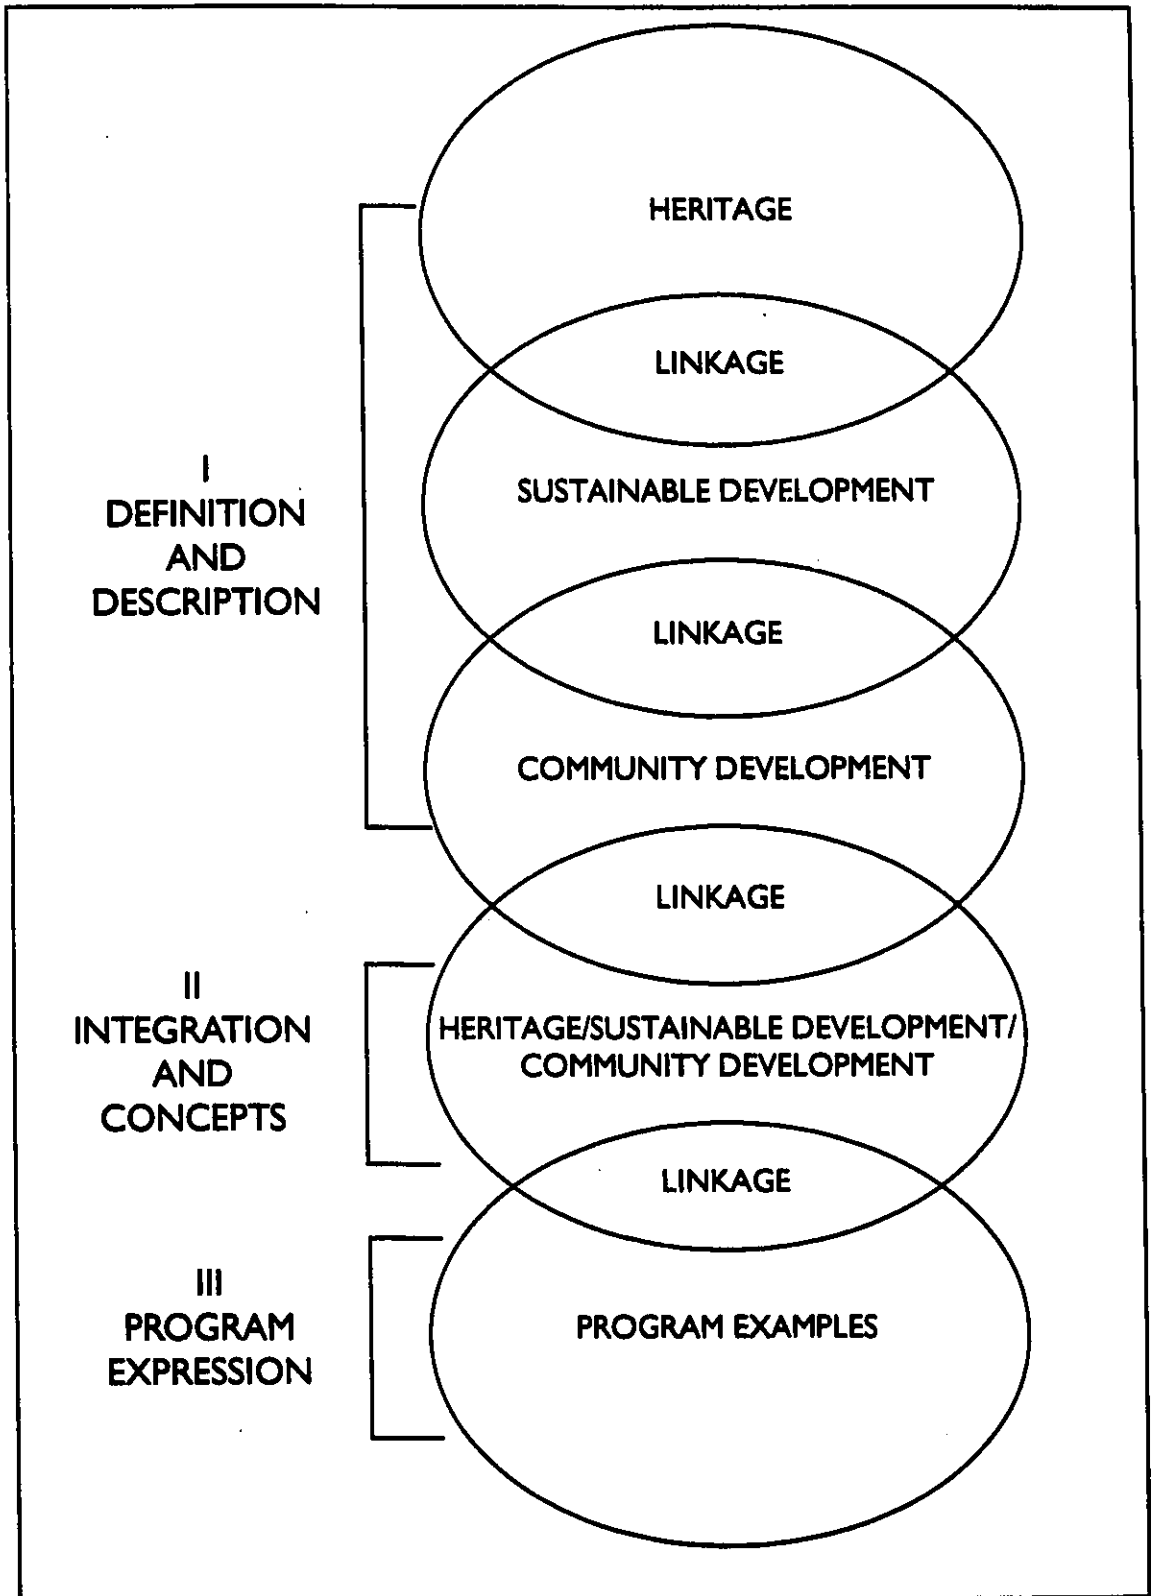 HERITAGE
LINKAGE
SUSTAINABLE DEVELOPMENT
LINKAGE
COMMUNITY DEVELOPMENT
LINKAGE
HERITAGE/SUSTAINABLE DEVELOPMENT/
COMMUNITY DEVELOPMENT
LINKAGE
PROGRAM EXAMPLES
I
DEFINITION
AND
DESCRIPTION
II
INTEGRATION
AND
CONCEPTS
III
PROGRAM
EXPRESSION